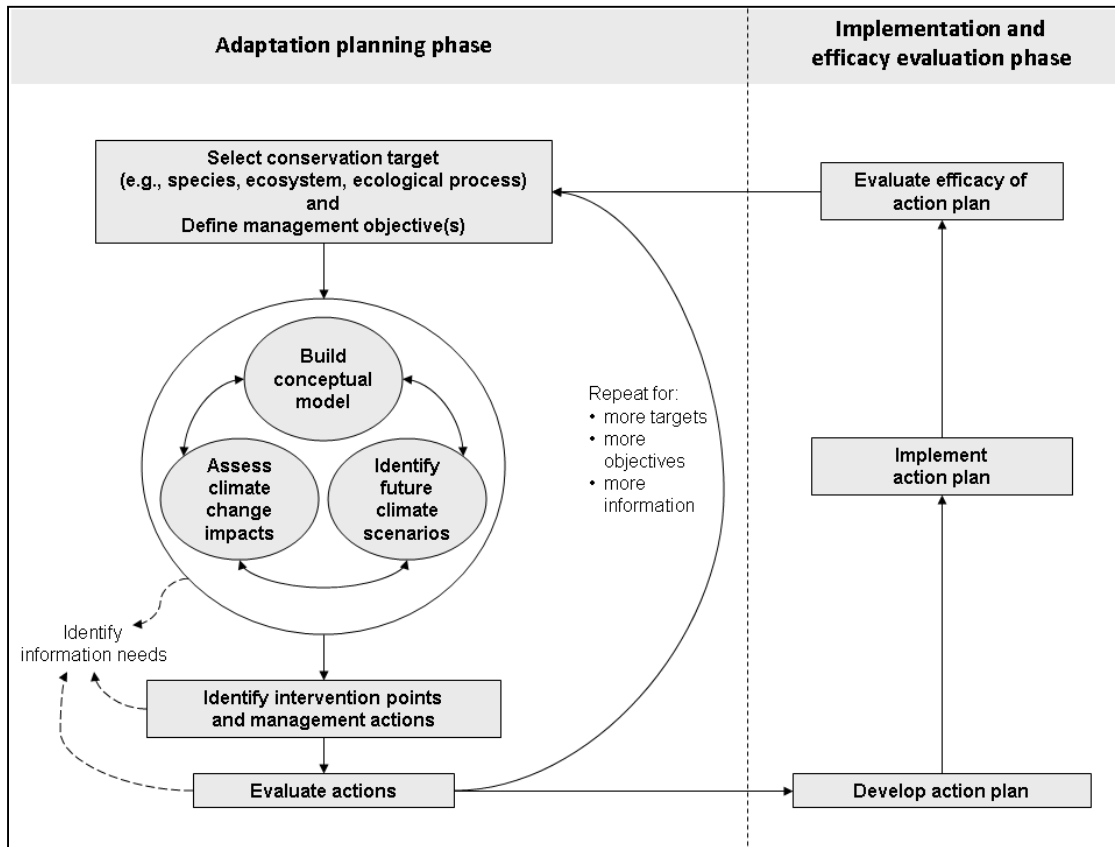 Adaptation planning phase
Implementation and
efficacy evaluation phase
Select conservation target
(e.g., species, ecosystem, ecological process)
and
Define management objective(s)
Evaluate efficacy of
action plan
Build
conceptual
model
Repeat for:
• more targets
• more
objectives
• more
information
Assess
climate
change
impacts
Identify
future
climate
scenarios
Implement
action plan
Identify
information needs
Identify intervention points
and management actions
Evaluate actions
Develop action plan